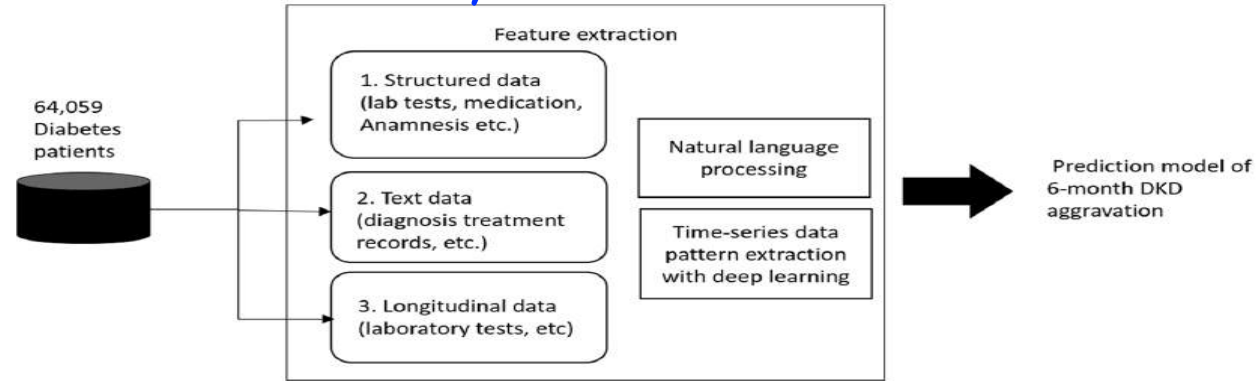 Feature extraction
64,059
Diabetes
patients
1. Structured data
(lab tests, medication,
Anamnesis etc.)
2. Text data
(diagnosis treatment
records, etc.)
3. Longitudinal data
(laboratory tests, etc)
Natural language
processing
Time-series data
pattern extraction
with deep learning
Prediction model of
6-month DKD
aggravation